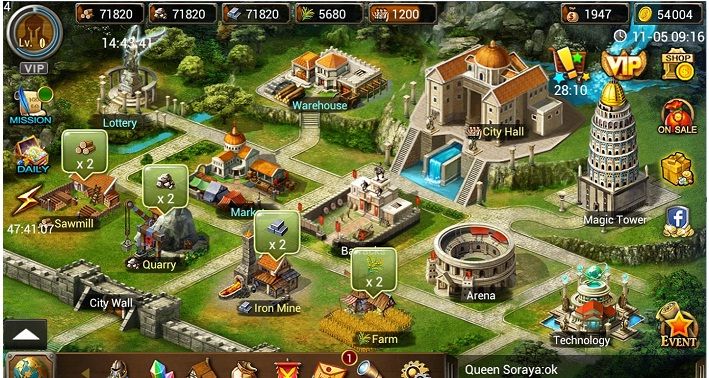 4
71820 71820 71820 5680 1200 1947 54004
Lv. 0
14:43:41
11-05 09:16
VIP
SHOP
VIP
28:10
MISSION
Warehouse
Lottery
City Hall
ON SALE
DAILY
x 2
x 2
47:41:07
Sawmill
Magic Tower
x 2
Quarry
x 2
Arena
City Wall
Iron Mine
Farm
Technology
EVENT
1
Queen Soraya:ok